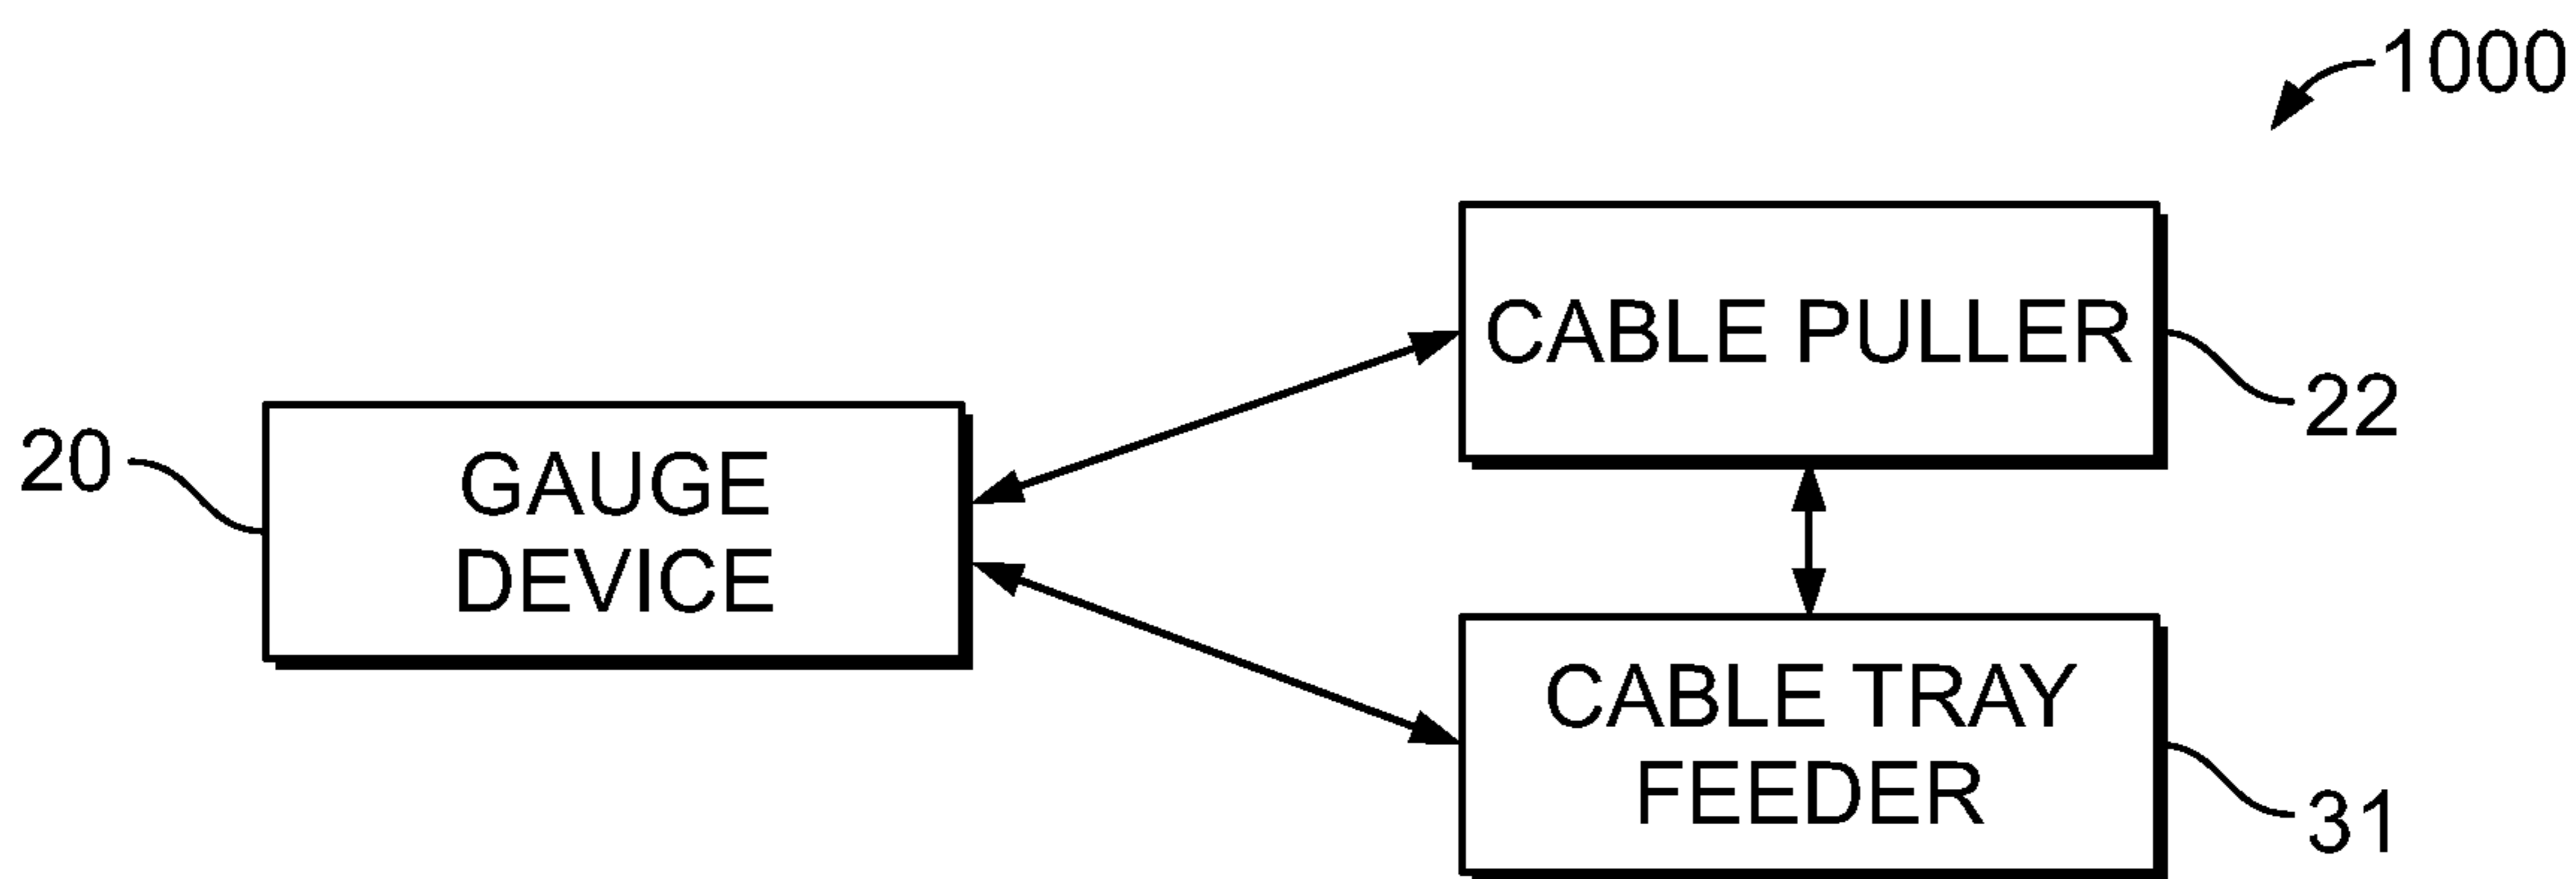 1000
CABLE PULLER
22
20
GAUGE
DEVICE
CABLE TRAY
FEEDER
31